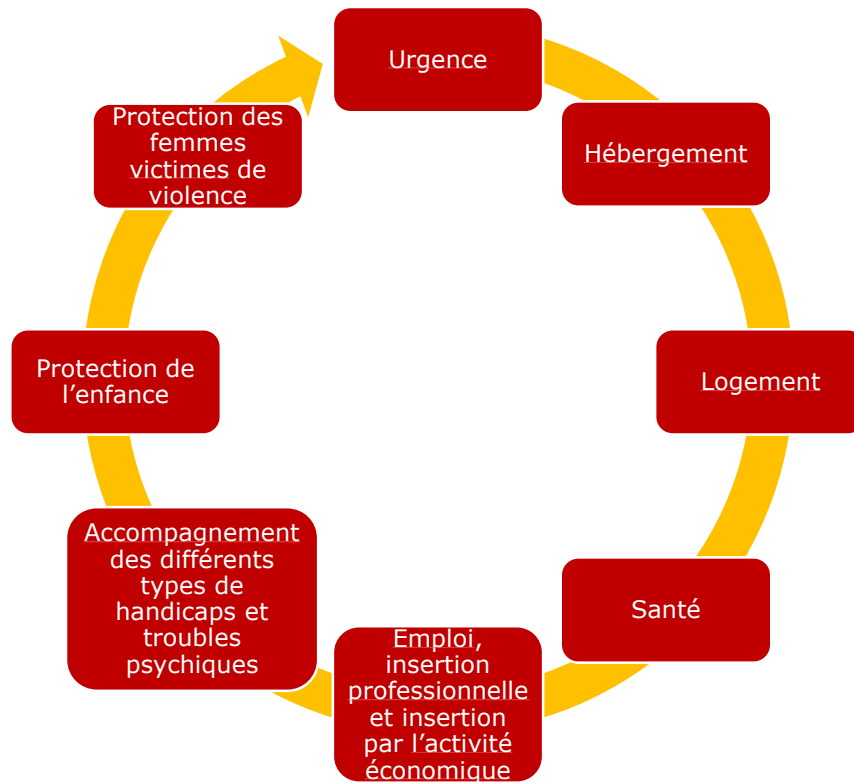 Urgence
Hébergement
Logement
Santé
Emploi,
insertion
professionnelle
et insertion
par l’activité
économique
Accompagnement
des différents
types de
handicaps et
troubles
psychiques
Protection de
l’enfance
Protection des
femmes
victimes de
violence